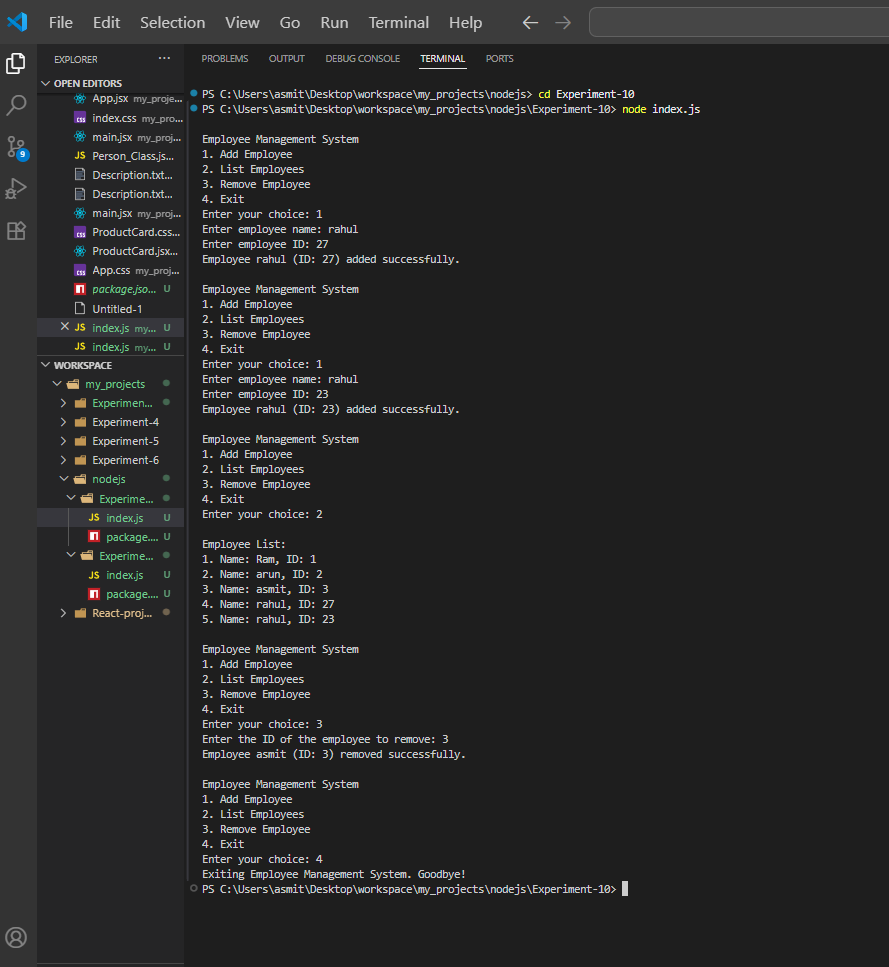 File Edit Selection View Go Run Terminal Help
EXPLORER ...
OPEN EDITORS
App.jsx my_proje...
index.css my_pro...
main.jsx my_proj...
JS Person_Class.js...
Description.txt...
Description.txt...
main.jsx my_proj...
ProductCard.css...
ProductCard.jsx...
App.css my_proj...
package.jso... U
Untitled-1
JS index.js my... U
JS index.js my... U
WORKSPACE
my_projects
Experimen...
Experiment-4
Experiment-5
Experiment-6
nodejs
Experime...
JS index.js U
package.... U
Experime...
JS index.js U
package.... U
React-proj...
9
PROBLEMS OUTPUT DEBUG CONSOLE TERMINAL PORTS
PS C:\Users\asmit\Desktop\workspace\my_projects\nodejs> cd Experiment-10
PS C:\Users\asmit\Desktop\workspace\my_projects\nodejs\Experiment-10> node index.js
Employee Management System
1. Add Employee
2. List Employees
3. Remove Employee
4. Exit
Enter your choice: 1
Enter employee name: rahul
Enter employee ID: 27
Employee rahul (ID: 27) added successfully.
Employee Management System
1. Add Employee
2. List Employees
3. Remove Employee
4. Exit
Enter your choice: 1
Enter employee name: rahul
Enter employee ID: 23
Employee rahul (ID: 23) added successfully.
Employee Management System
1. Add Employee
2. List Employees
3. Remove Employee
4. Exit
Enter your choice: 2
Employee List:
1. Name: Ram, ID: 1
2. Name: arun, ID: 2
3. Name: asmit, ID: 3
4. Name: rahul, ID: 27
5. Name: rahul, ID: 23
Employee Management System
1. Add Employee
2. List Employees
3. Remove Employee
4. Exit
Enter your choice: 3
Enter the ID of the employee to remove: 3
Employee asmit (ID: 3) removed successfully.
Employee Management System
1. Add Employee
2. List Employees
3. Remove Employee
4. Exit
Enter your choice: 4
Exiting Employee Management System. Goodbye!
PS C:\Users\asmit\Desktop\workspace\my_projects\nodejs\Experiment-10>